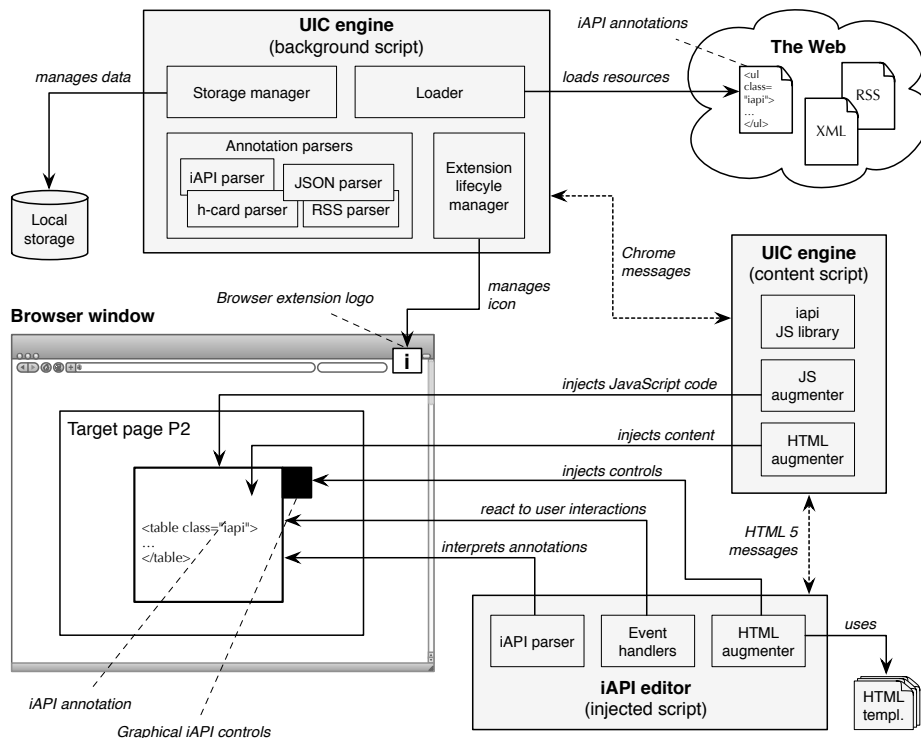 UIC engine
(background script)
Storage manager
Loader
Annotation parsers
iAPI parser
JSON parser
h-card parser
RSS parser
Extension
lifecyle
manager
manages data
Local
storage
loads resources
iAPI annotations
The Web
<ul
class=
"iapi">
...
</ul>
XML
RSS
Chrome
messages
UIC engine
(content script)
iapi
JS library
JS
augmenter
HTML
augmenter
manages
icon
Browser extension logo
Browser window
i
injects JavaScript code
Target page P2
injects content
injects controls
<table class="iapi">
...
</table>
react to user interactions
interprets annotations
HTML 5
messages
iAPI parser
Event
handlers
HTML
augmenter
iAPI editor
(injected script)
uses
HTML
templ.
iAPI annotation
Graphical iAPI controls